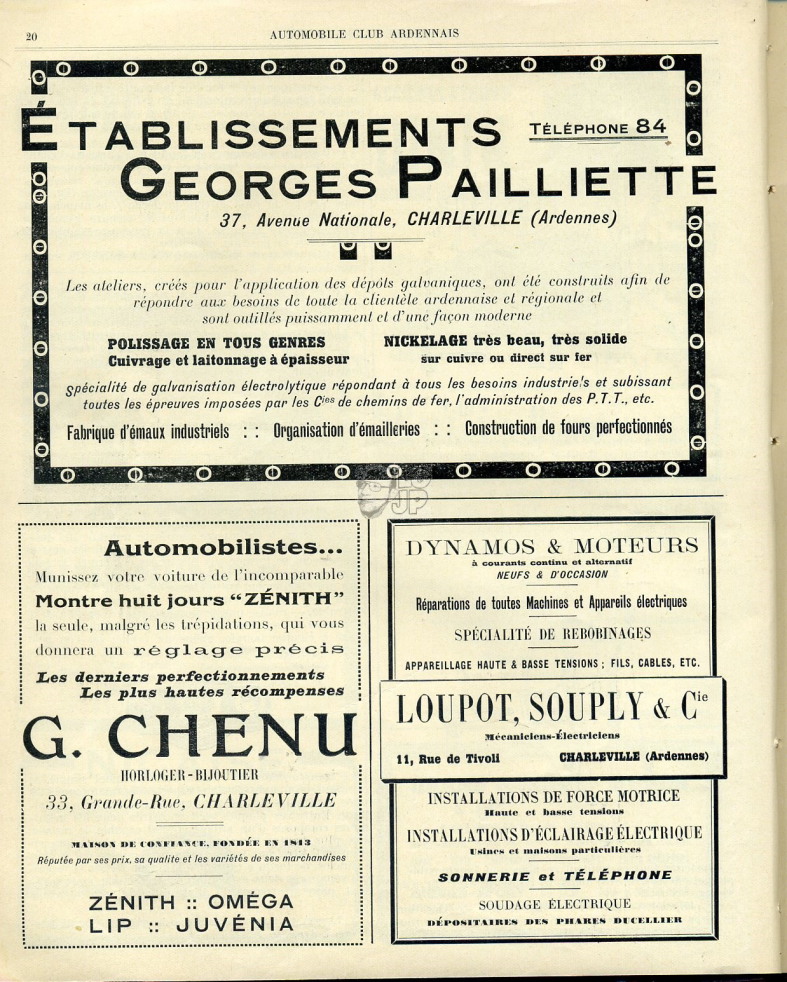 20
AUTOMOBILE CLUB ARDENNAIS
ÉTABLISSEMENTS
TÉLÉPHONE 84
GEORGES PAILLIETTE
37, Avenue Nationale, CHARLEVILLE (Ardennes)
Les ateliers, créés pour l'application des dépôts galvaniques, ont été construits afin de
répondre aux besoins de toute la clientèle ardennaise et régionale et
sont outillés puissamment et d'une façon moderne
POLISSAGE EN TOUS GENRES
Cuivrage et laitonnage à épaisseur
NICKELAGE très beau, très solide
sur cuivre ou direct sur fer
Spécialité de galvanisation électrolytique répondant à tous les besoins industriels et subissant
toutes les épreuves imposées par les Cies de chemins de fer, l'administration des P.T.T., etc.
Fabrique d'émaux industriels : : Organisation d'émailleries : : Construction de fours perfectionnés
LB
JP
Automobilistes...
Munissez votre voiture de l'incomparable
Montre huit jours “ZÉNITH”
la seule, malgré les trépidations, qui vous
donnera un réglage précis
Les derniers perfectionnements
Les plus hautes récompenses
G. CHENU
HORLOGER-BIJOUTIER
33, Grande-Rue, CHARLEVILLE
MAISON DE CONFIANCE, FONDÉE EN 1843
Réputée par ses prix, sa qualite et les variétés de ses marchandises
ZÉNITH :: OMÉGA
LIP :: JUVÉNIA
DYNAMOS & MOTEURS
à courants continu et alternatif
NEUFS & D'OCCASION
Réparations de toutes Machines et Appareils électriques
SPÉCIALITÉ DE REBOBINAGES
APPAREILLAGE HAUTE & BASSE TENSIONS ; FILS, CABLES, ETC.
LOUPOT, SOUPLY & Cie
Mécaniciens-Électriciens
11, Rue de Tivoli CHARLEVILLE (Ardennes)
INSTALLATIONS DE FORCE MOTRICE
Haute et basse tensions
INSTALLATIONS D'ÉCLAIRAGE ÉLECTRIQUE
Usines et maisons particulières
SONNERIE et TÉLÉPHONE
SOUDAGE ÉLECTRIQUE
DÉPOSITAIRES DES PHARES DUCELLIER